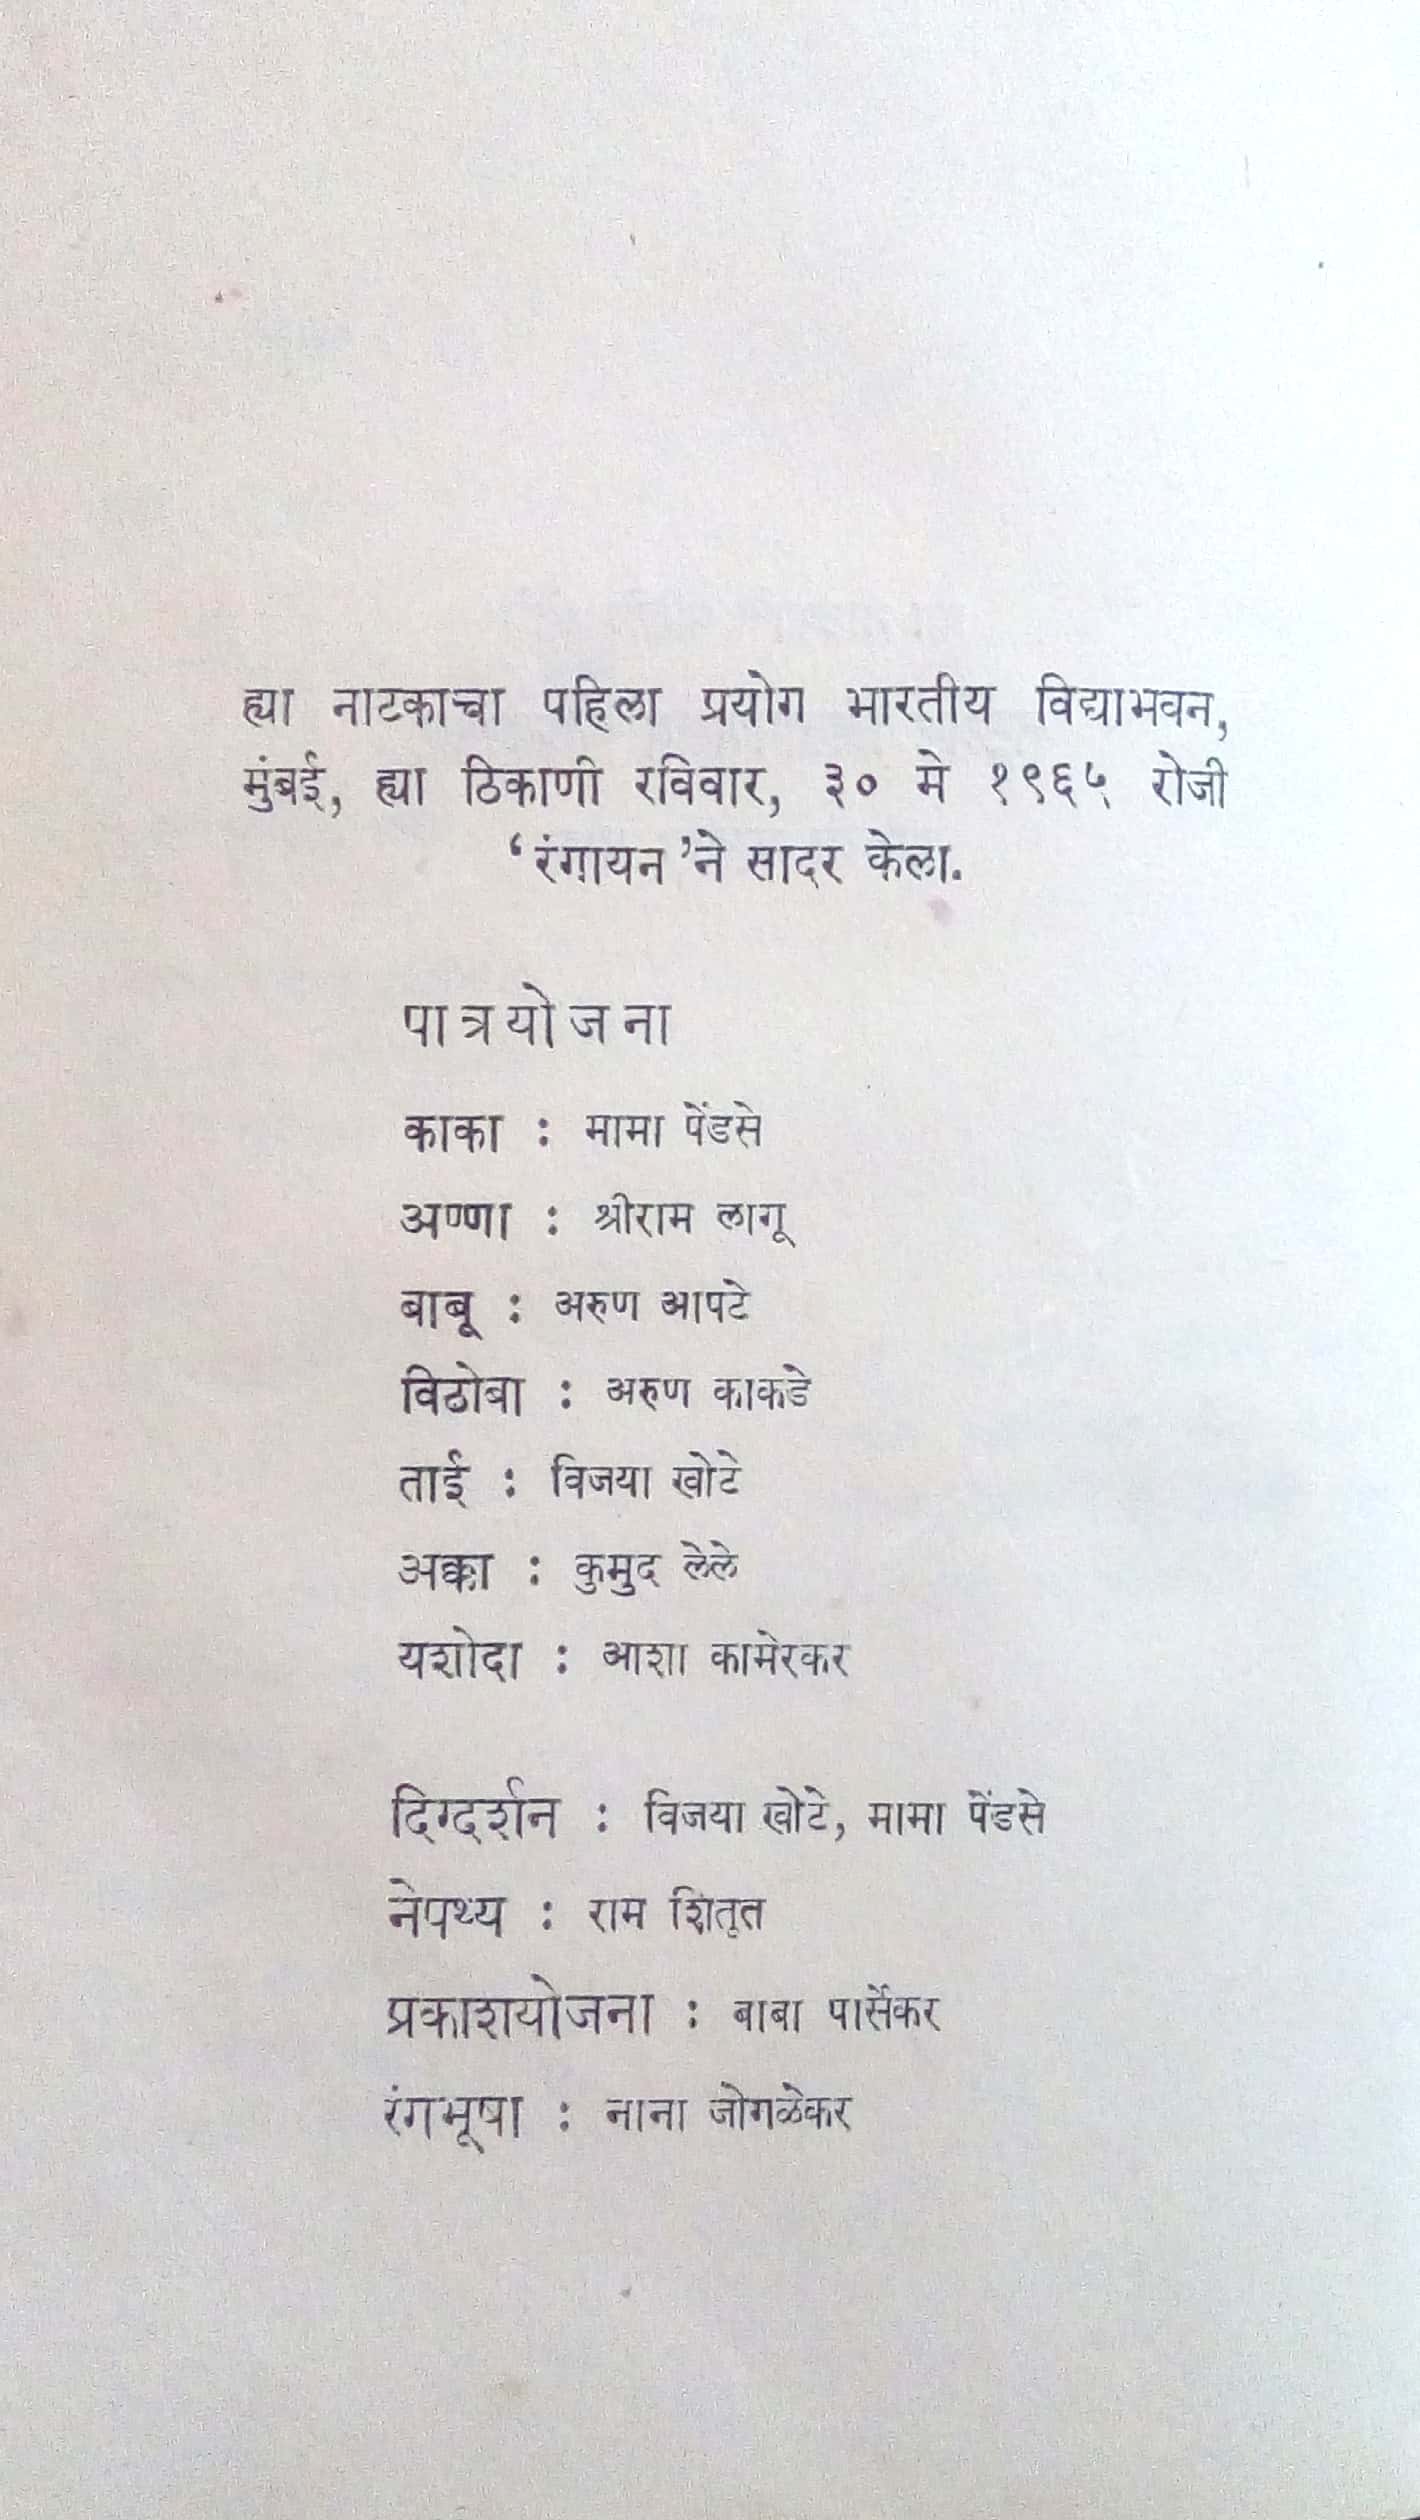 ह्या नाटकाचा पहिला प्रयोग भारतीय विद्याभवन,
मुंबई, ह्या ठिकाणी रविवार, ३० मे १९६५ रोजी
‘रंगायन’ने सादर केला.
पात्रयोजना
काका : मामा पेंडसे
अण्णा : श्रीराम लागू
बाबू : अरुण आपटे
विठोबा : अरुण काकडे
ताई : विजया खोटे
अक्का : कुमुद लेले
यशोदा : आशा कामेरकर
दिग्दर्शन : विजया खोटे, मामा पेंडसे
नेपथ्य : राम शितूत
प्रकाशयोजना : बाबा पार्सेकर
रंगभूषा : नाना जोगळेकर